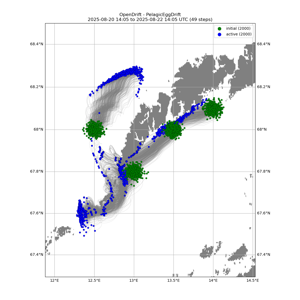 OpenDrift - PelagicEggDrift
2025-08-20 14:05 to 2025-08-22 14:05 UTC (49 steps)
initial (2000)
active (2000)
68.4°N
68.4°N
68.2°N
68.2°N
68°N
68°N
67.8°N
67.8°N
67.6°N
67.6°N
67.4°N
67.4°N
12°E
12.5°E
13°E
13.5°E
14°E
14.5°E